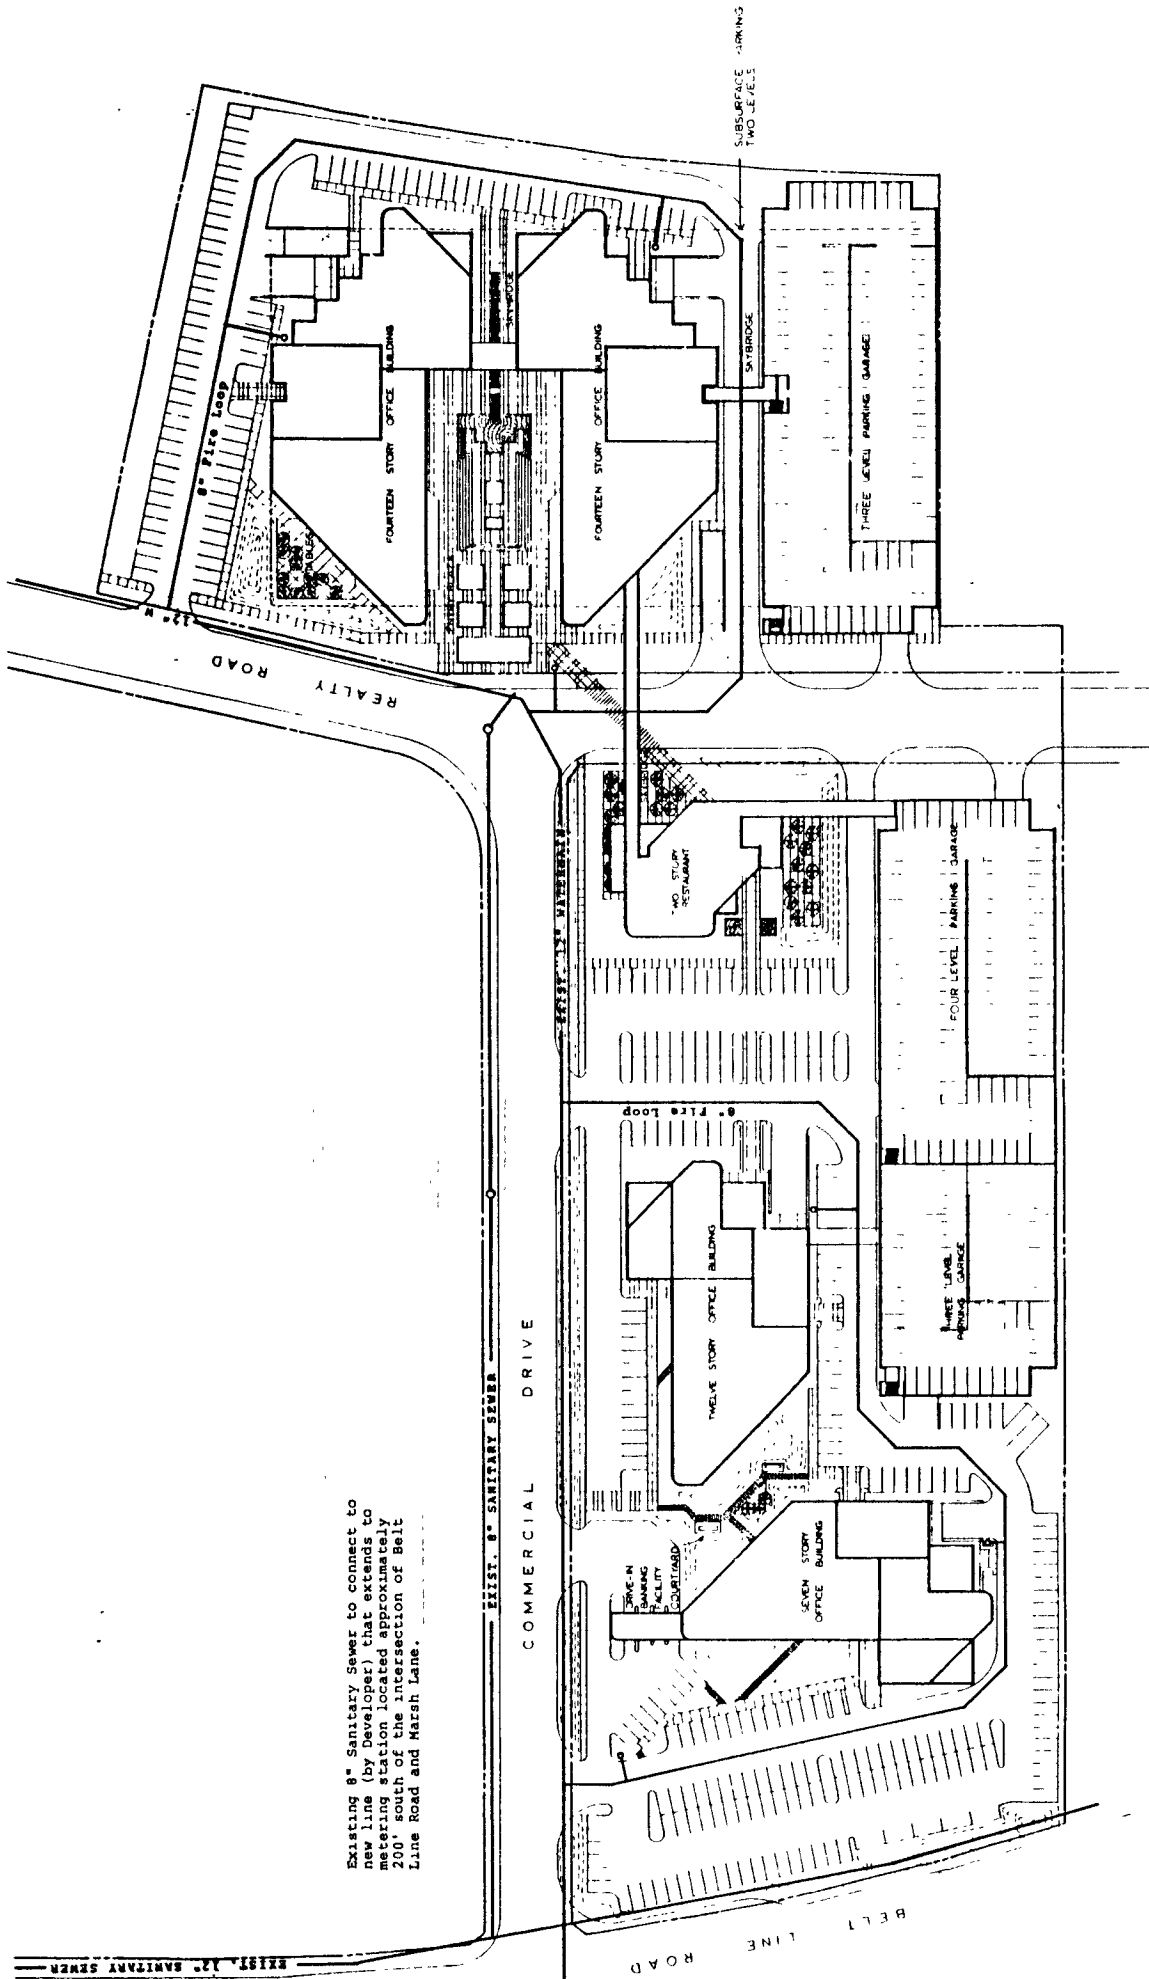 SUBSURFACE PARKING
TWO LEVELS
8" Fire Loop
FOURTEEN STORY OFFICE BUILDING
SKYBRIDGE
FOURTEEN STORY OFFICE BUILDING
SKYBRIDGE
THREE LEVEL PARKING GARAGE
12" W
REALTY
ROAD
EXIST. 12" WATERMAIN
TWO STORY
RESTAURANT
FOUR LEVEL PARKING GARAGE
8" Fire Loop
TWELVE STORY OFFICE BUILDING
THREE LEVEL
PARKING GARAGE
EXIST. 8" SANITARY SEWER
COMMERCIAL DRIVE
DRIVE-IN
BANKING
FACILITY
COURTYARD
SEVEN STORY
OFFICE BUILDING
Existing 8" Sanitary Sewer to connect to
new line (by Developer) that extends to
metering station located approximately
200' south of the intersection of Belt
Line Road and Marsh Lane.
BELT LINE ROAD
EXIST. 12" SANITARY SEWER